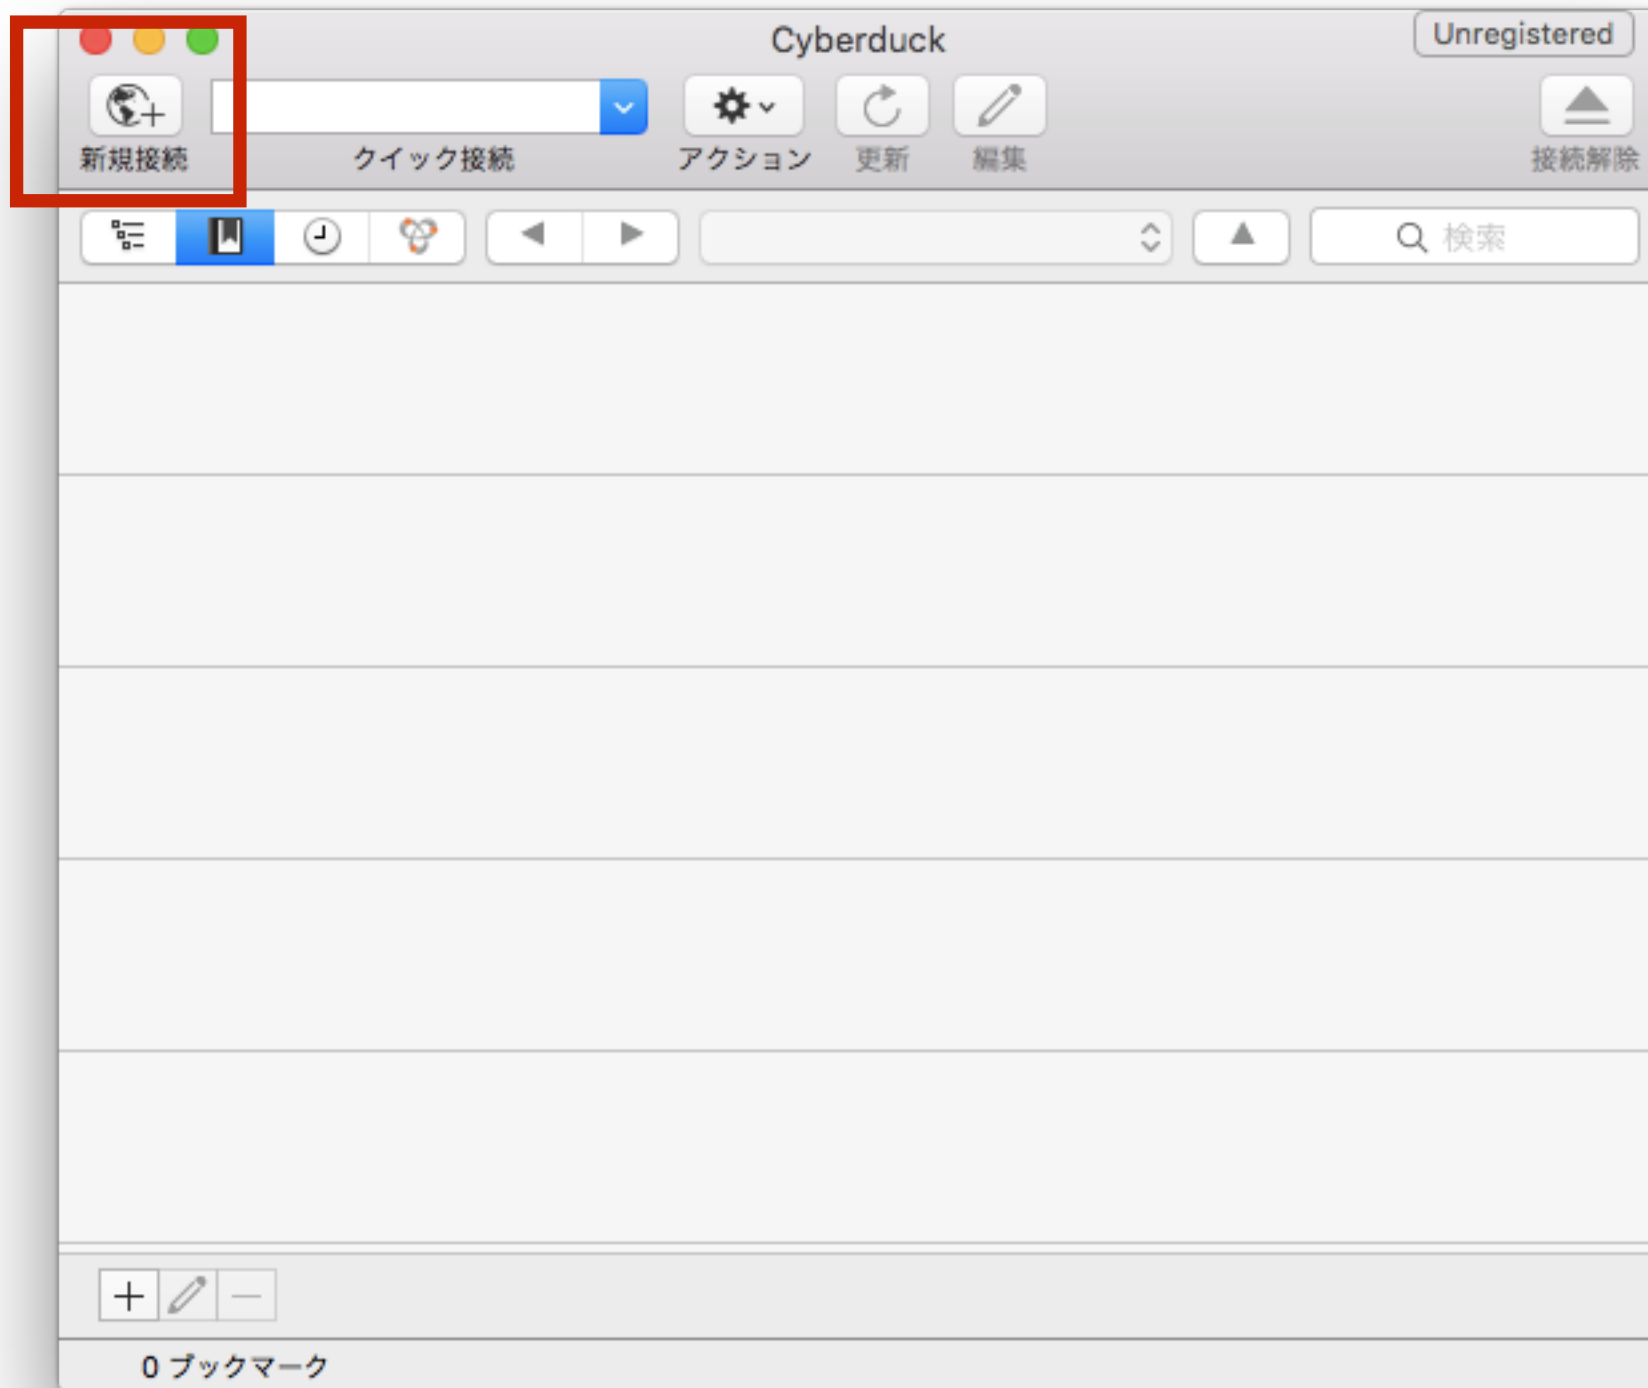 Cyberduck
Unregistered
新規接続
クイック接続
アクション
更新
編集
接続解除
検索
0 ブックマーク